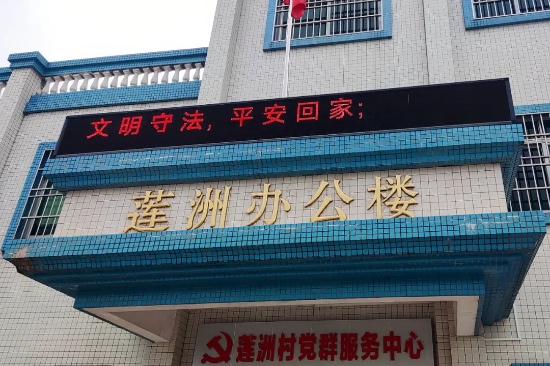 文明守法，平安回家；
莲洲办公楼
莲洲村党群服务中心